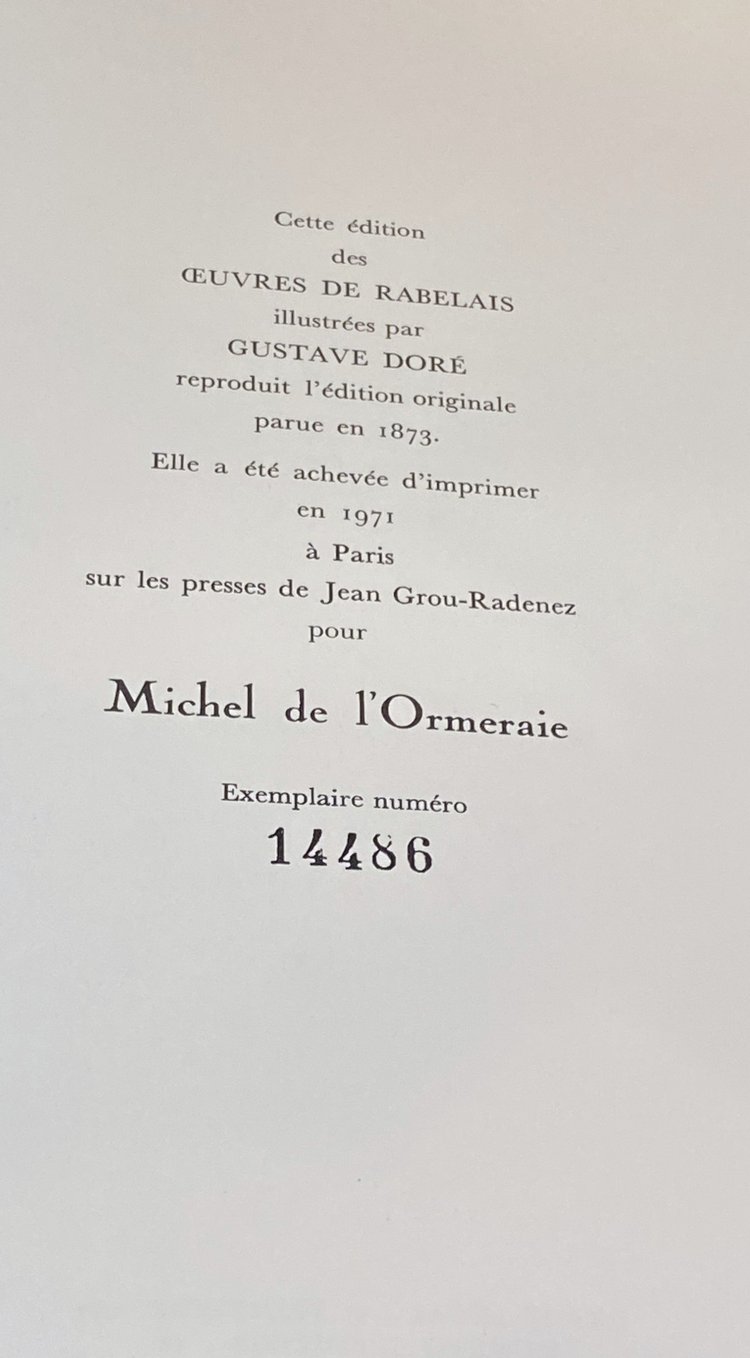 Cette édition
des
ŒUVRES DE RABELAIS
illustrées par
GUSTAVE DORÉ
reproduit l'édition originale
parue en 1873.
Elle a été achevée d'imprimer
en 1971
à Paris
sur les presses de Jean Grou-Radenez
pour
Michel de l'Ormeraie
Exemplaire numéro
14486